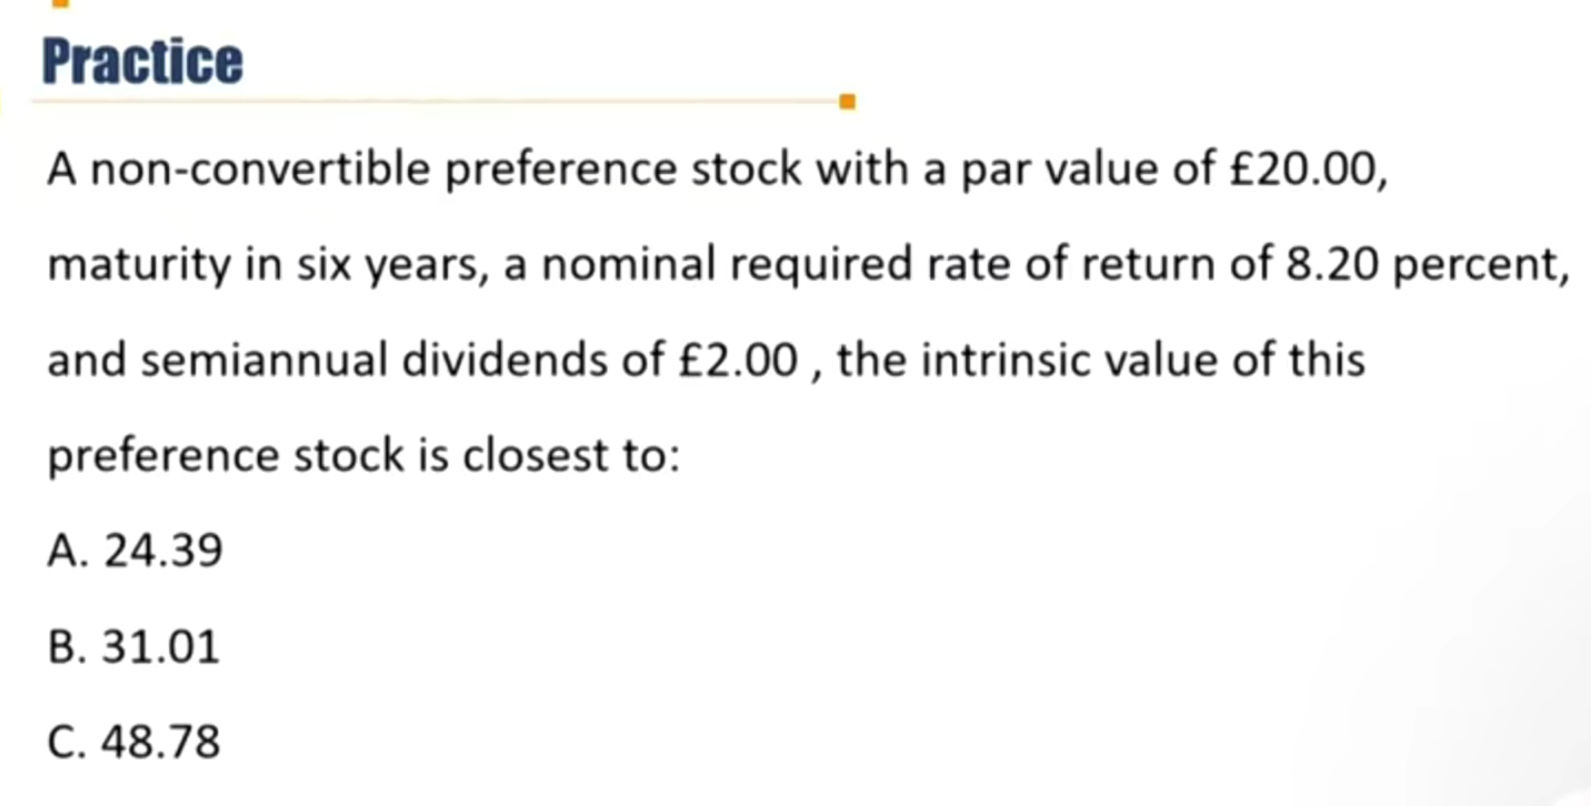 Practice
A non-convertible preference stock with a par value of £20.00,
maturity in six years, a nominal required rate of return of 8.20 percent,
and semiannual dividends of £2.00 , the intrinsic value of this
preference stock is closest to:
A. 24.39
B. 31.01
C. 48.78